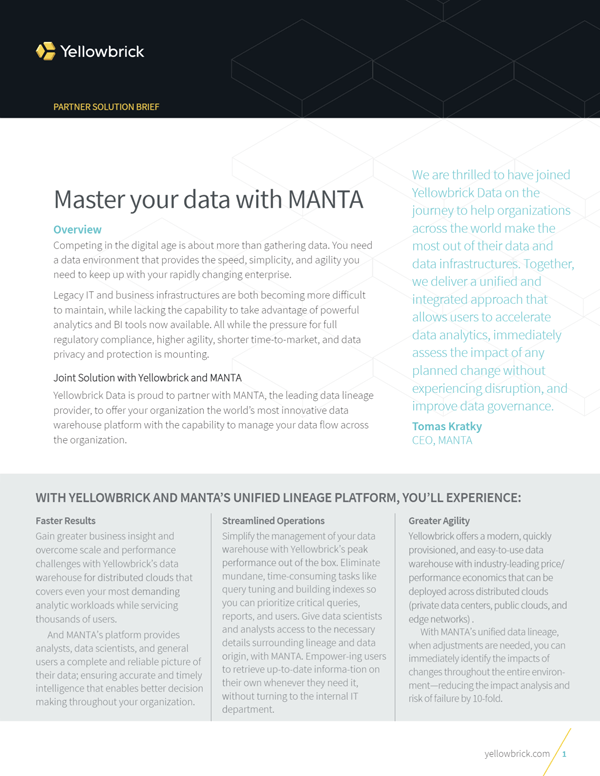 Yellowbrick
PARTNER SOLUTION BRIEF
Master your data with MANTA
Overview
Competing in the digital age is about more than gathering data. You need
a data environment that provides the speed, simplicity, and agility you
need to keep up with your rapidly changing enterprise.
Legacy IT and business infrastructures are both becoming more difficult
to maintain, while lacking the capability to take advantage of powerful
analytics and BI tools now available. All while the pressure for full
regulatory compliance, higher agility, shorter time-to-market, and data
privacy and protection is mounting.
Joint Solution with Yellowbrick and MANTA
Yellowbrick Data is proud to partner with MANTA, the leading data lineage
provider, to offer your organization the world's most innovative data
warehouse platform with the capability to manage your data flow across
the organization.
We are thrilled to have joined
Yellowbrick Data on the
journey to help organizations
across the world make the
most out of their data and
data infrastructures. Together,
we deliver a unified and
integrated approach that
allows users to accelerate
data analytics, immediately
assess the impact of any
planned change without
experiencing disruption, and
improve data governance.
Tomas Kratky
CEO, MANTA
WITH YELLOWBRICK AND MANTA'S UNIFIED LINEAGE PLATFORM, YOU'LL EXPERIENCE:
Faster Results
Gain greater business insight and
overcome scale and performance
challenges with Yellowbrick's data
warehouse for distributed clouds that
covers even your most demanding
analytic workloads while servicing
thousands of users.
And MANTA's platform provides
analysts, data scientists, and general
users a complete and reliable picture of
their data; ensuring accurate and timely
intelligence that enables better decision
making throughout your organization.
Streamlined Operations
Simplify the management of your data
warehouse with Yellowbrick's peak
performance out of the box. Eliminate
mundane, time-consuming tasks like
query tuning and building indexes so
you can prioritize critical queries,
reports, and users. Give data scientists
and analysts access to the necessary
details surrounding lineage and data
origin, with MANTA. Empower-ing users
to retrieve up-to-date informa-tion on
their own whenever they need it,
without turning to the internal IT
department.
Greater Agility
Yellowbrick offers a modern, quickly
provisioned, and easy-to-use data
warehouse with industry-leading price/
performance economics that can be
deployed across distributed clouds
(private data centers, public clouds, and
edge networks) .
With MANTA's unified data lineage,
when adjustments are needed, you can
immediately identify the impacts of
changes throughout the entire environ-
ment—reducing the impact analysis and
risk of failure by 10-fold.
yellowbrick.com
1